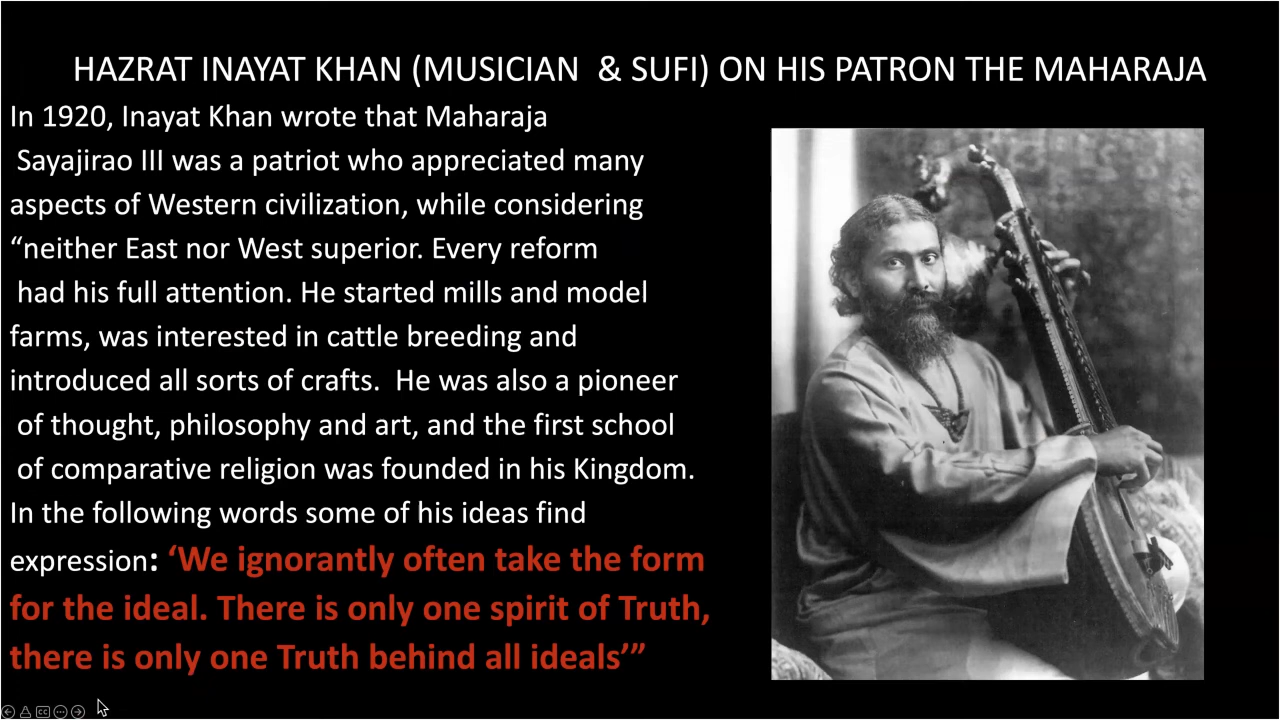 HAZRAT INAYAT KHAN (MUSICIAN & SUFI) ON HIS PATRON THE MAHARAJA
In 1920, Inayat Khan wrote that Maharaja
Sayajirao III was a patriot who appreciated many
aspects of Western civilization, while considering
“neither East nor West superior. Every reform
had his full attention. He started mills and model
farms, was interested in cattle breeding and
introduced all sorts of crafts. He was also a pioneer
of thought, philosophy and art, and the first school
of comparative religion was founded in his Kingdom.
In the following words some of his ideas find
expression: ‘We ignorantly often take the form
for the ideal. There is only one spirit of Truth,
there is only one Truth behind all ideals’”
CC